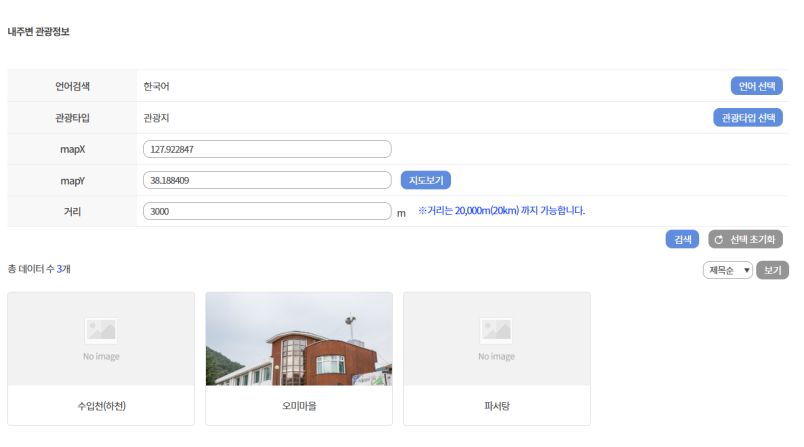 내주변 관광정보
언어검색 한국어 언어 선택
관광타입 관광지 관광타입 선택
mapX 127.922847
mapY 38.188409 지도보기
거리 3000 m ※거리는 20,000m(20km) 까지 가능합니다.
검색 선택 초기화
총 데이터 수 3개 제목순 ▼ 보기
No image No image
수입천(하천) 오미마을 파서탕